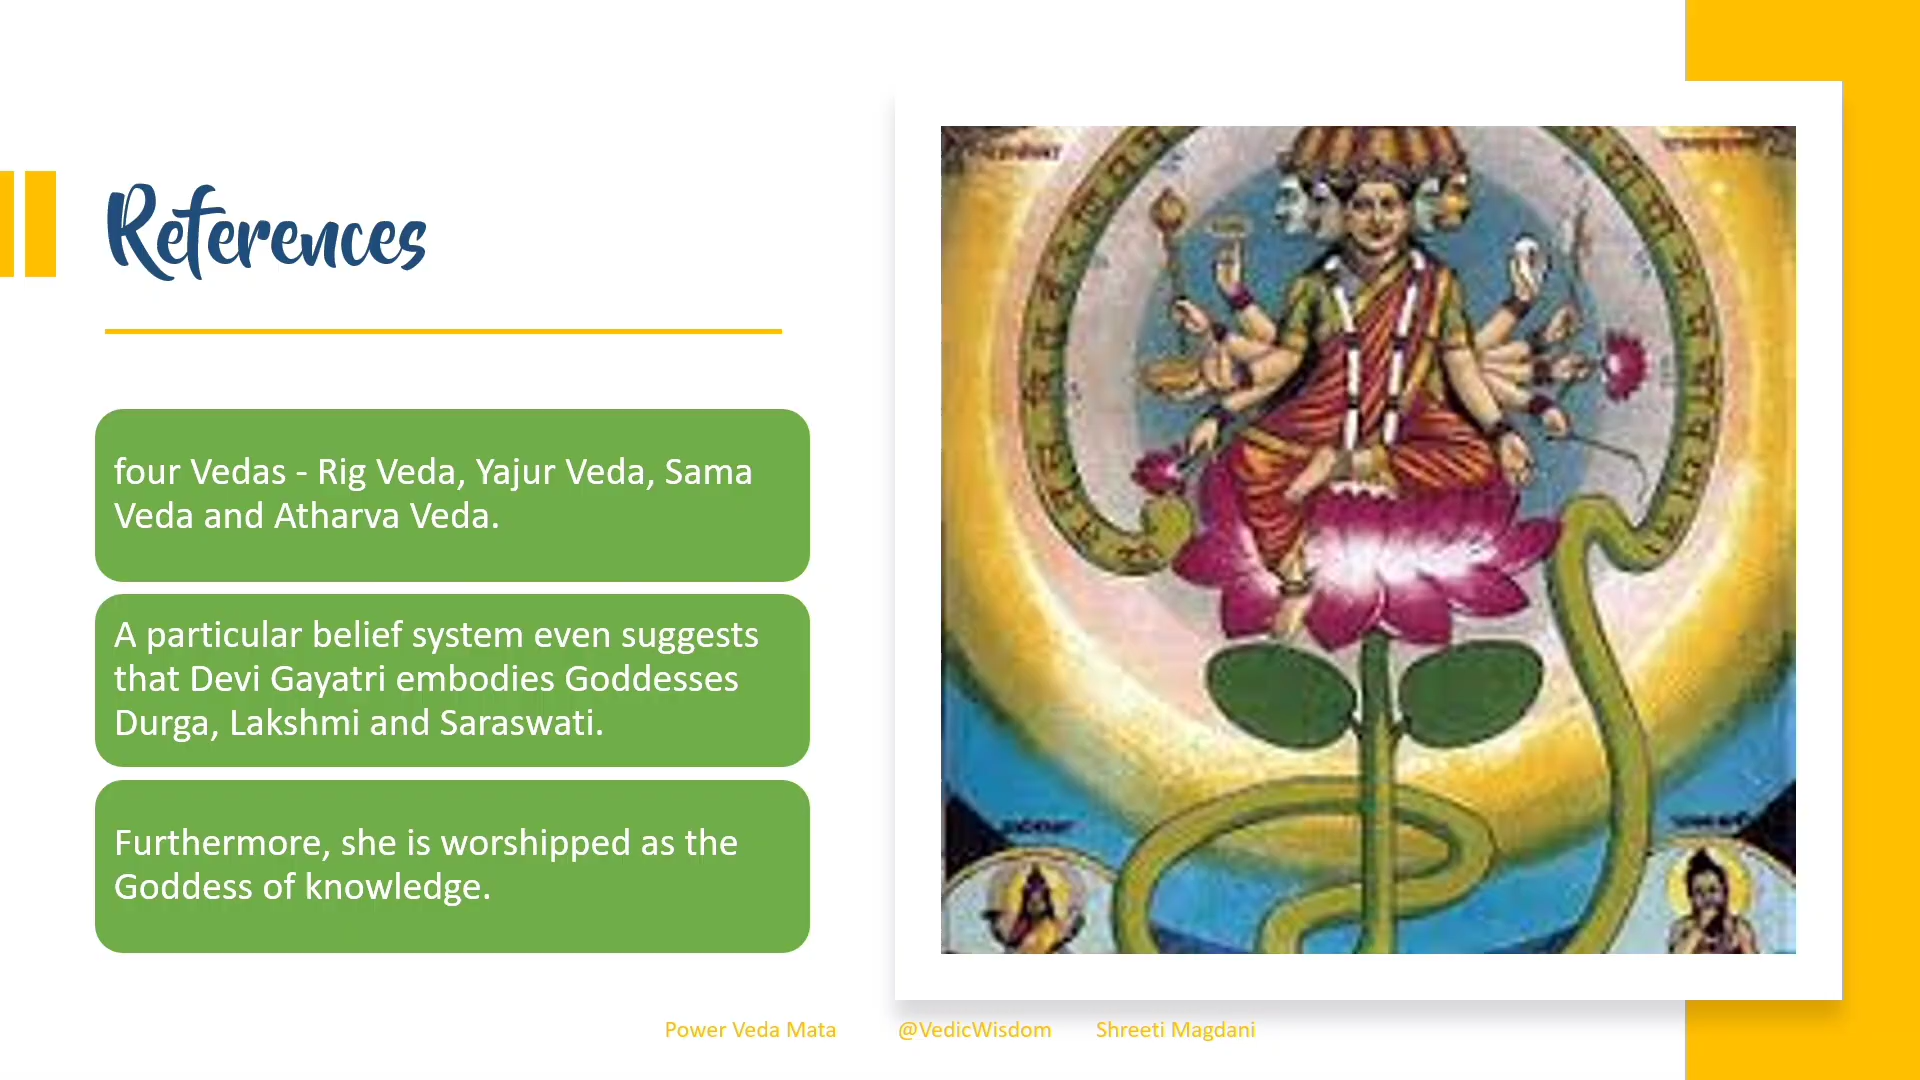 References
four Vedas - Rig Veda, Yajur Veda, Sama
Veda and Atharva Veda.
A particular belief system even suggests
that Devi Gayatri embodies Goddesses
Durga, Lakshmi and Saraswati.
Furthermore, she is worshipped as the
Goddess of knowledge.
Power Veda Mata @VedicWisdom Shreeti Magdani